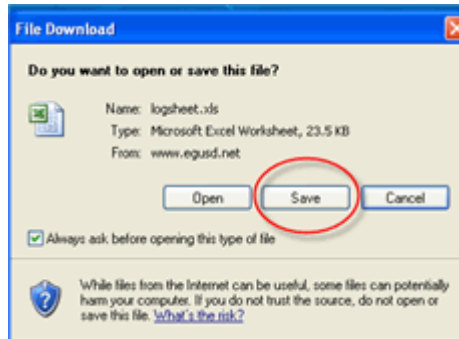 File Download
Do you want to open or save this file?
Name: logsheet.xls
Type: Microsoft Excel Worksheet, 23.5 KB
From: www.egusd.net
Open Save Cancel
Always ask before opening this type of file
While files from the Internet can be useful, some files can potentially
harm your computer. If you do not trust the source, do not open or
save this file. What's the risk?